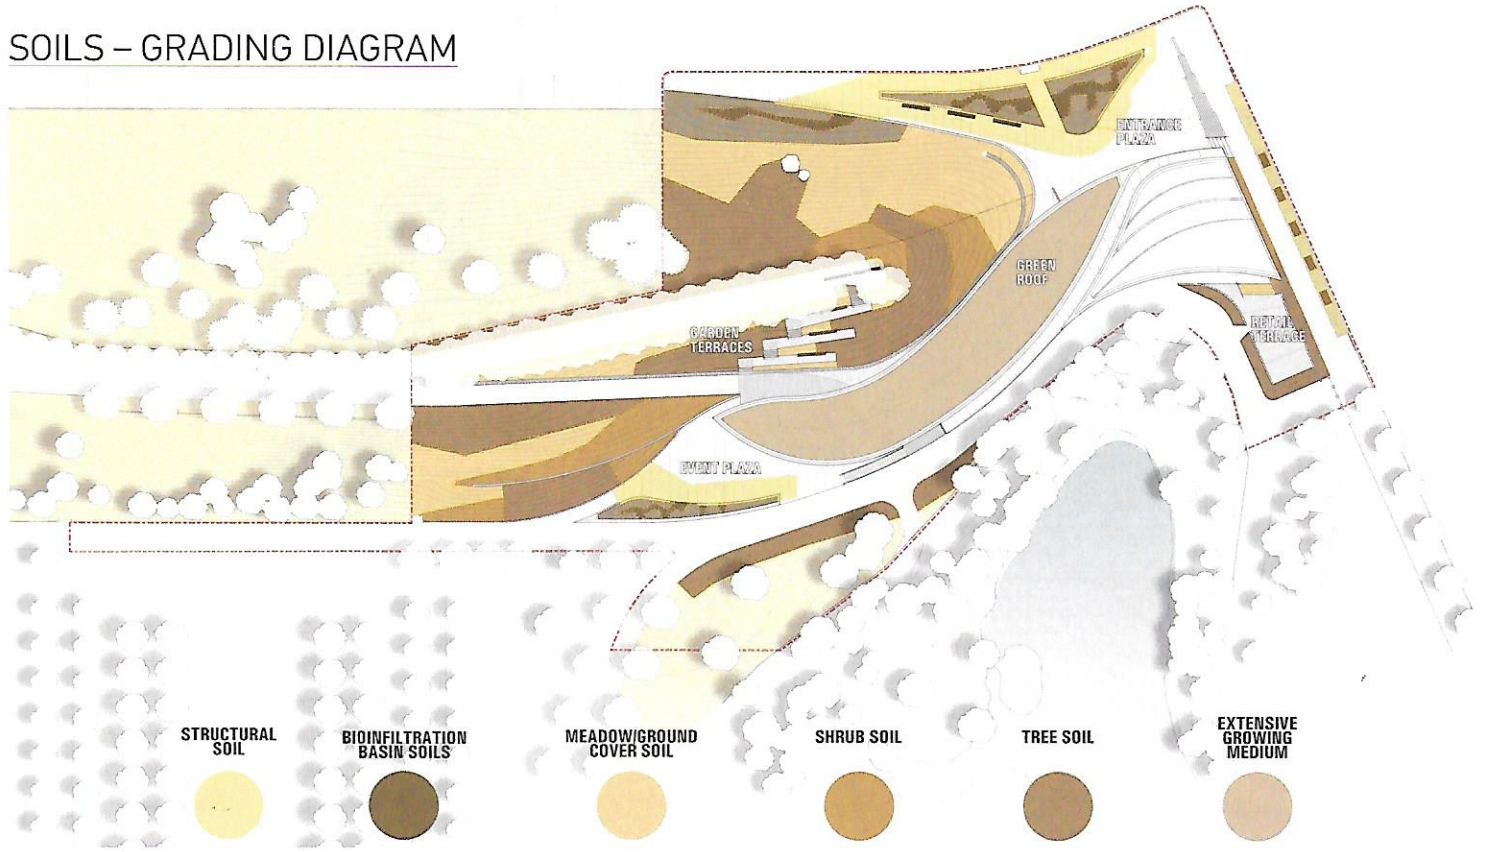 SOILS – GRADING DIAGRAM
ENTRANCE
PLAZA
GREEN
ROOF
RETAIL
TERRACE
GARDEN
TERRACES
EVENT PLAZA
STRUCTURAL
SOIL
BIOINFILTRATION
BASIN SOILS
MEADOW/GROUND
COVER SOIL
SHRUB SOIL
TREE SOIL
EXTENSIVE
GROWING
MEDIUM